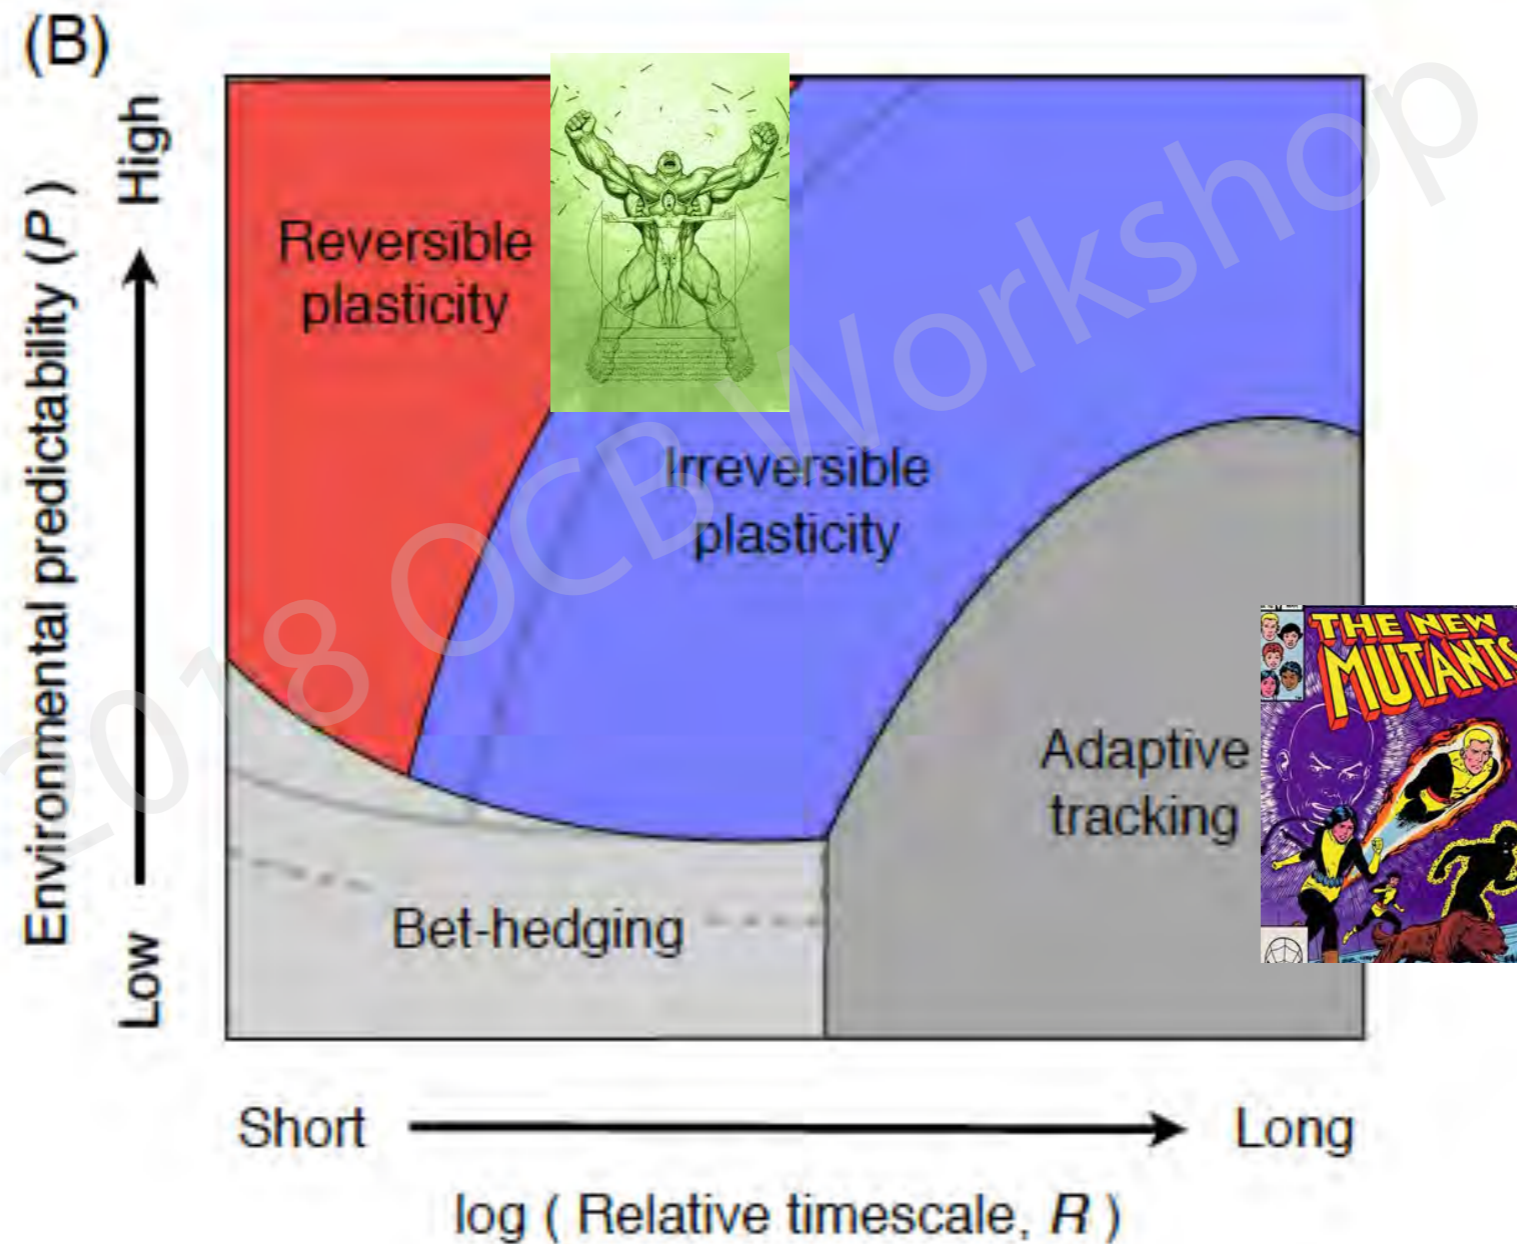 (B)
Environmental predictability (P)
High
Low
Reversible
plasticity
Irreversible
plasticity
Adaptive
tracking
Bet-hedging
THE NEW
MUTANTS
Short
Long
log ( Relative timescale, R )
2018 OCB Workshop